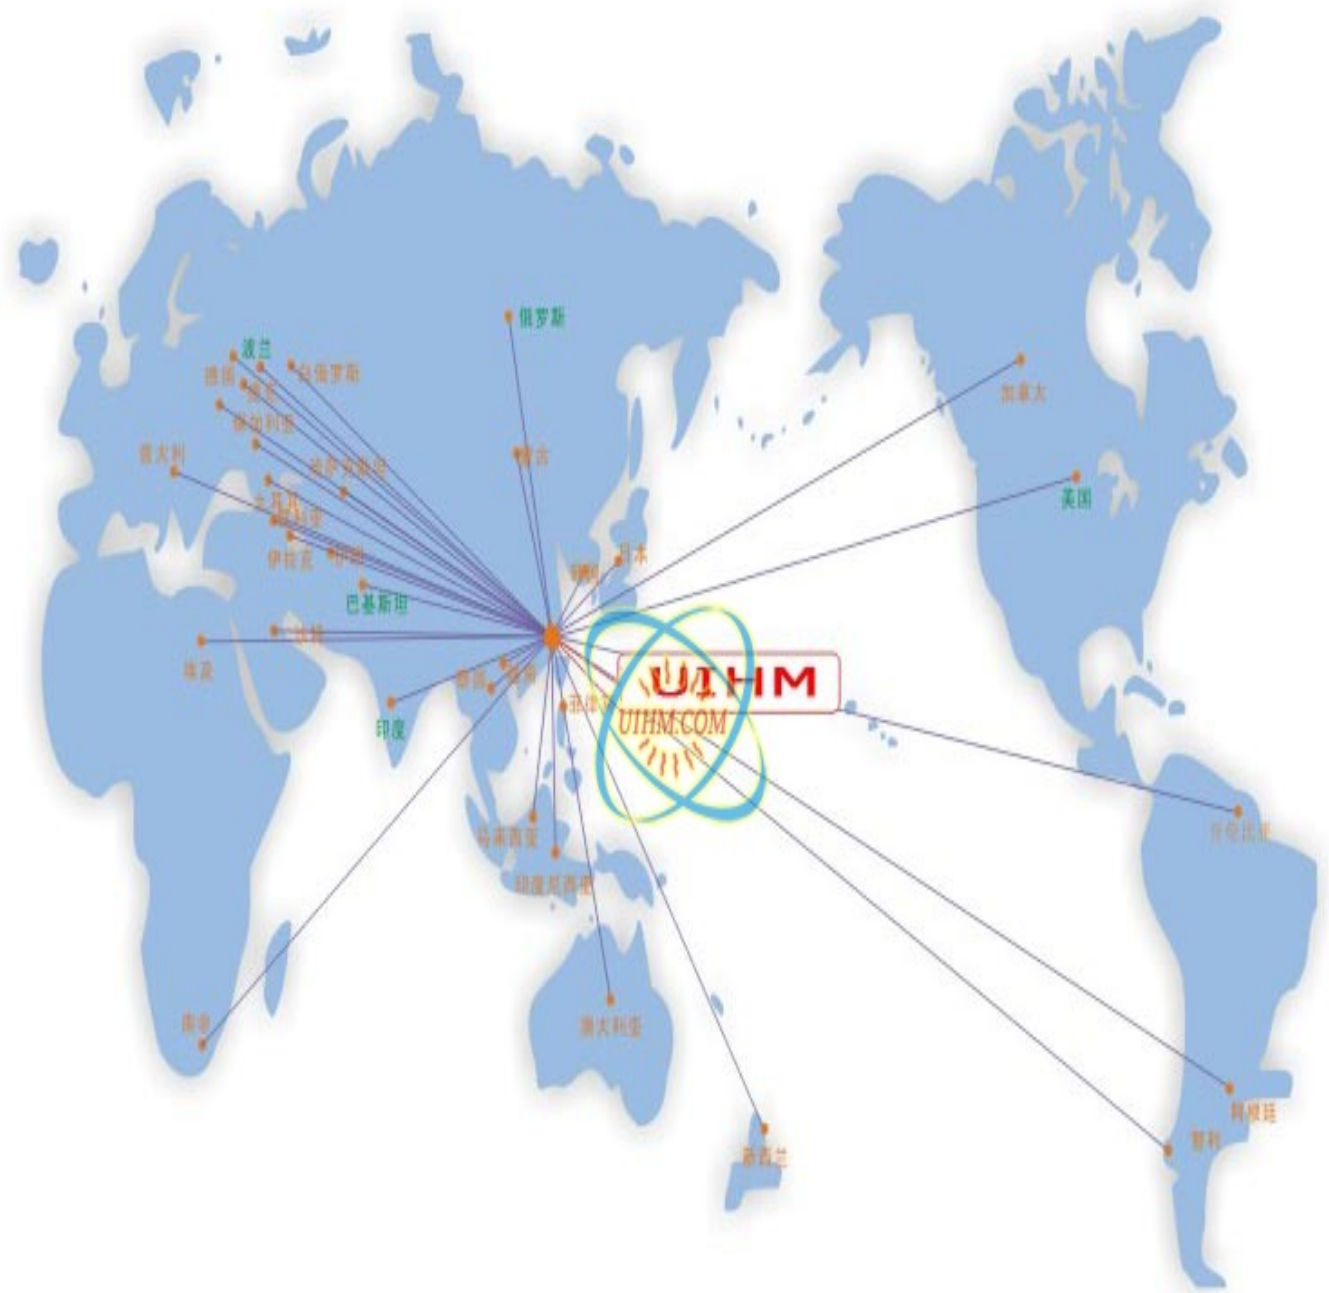 俄罗斯
波兰
德国
白俄罗斯
保加利亚
意大利
哈萨克斯坦
蒙古
土耳其
伊拉克
伊朗
巴基斯坦
日本
韩国
埃及
印度
加拿大
美国
UIHM
UIHM.COM
菲律
哥伦比亚
马来西亚
印度尼西亚
南非
澳大利亚
新西兰
阿根廷
智利